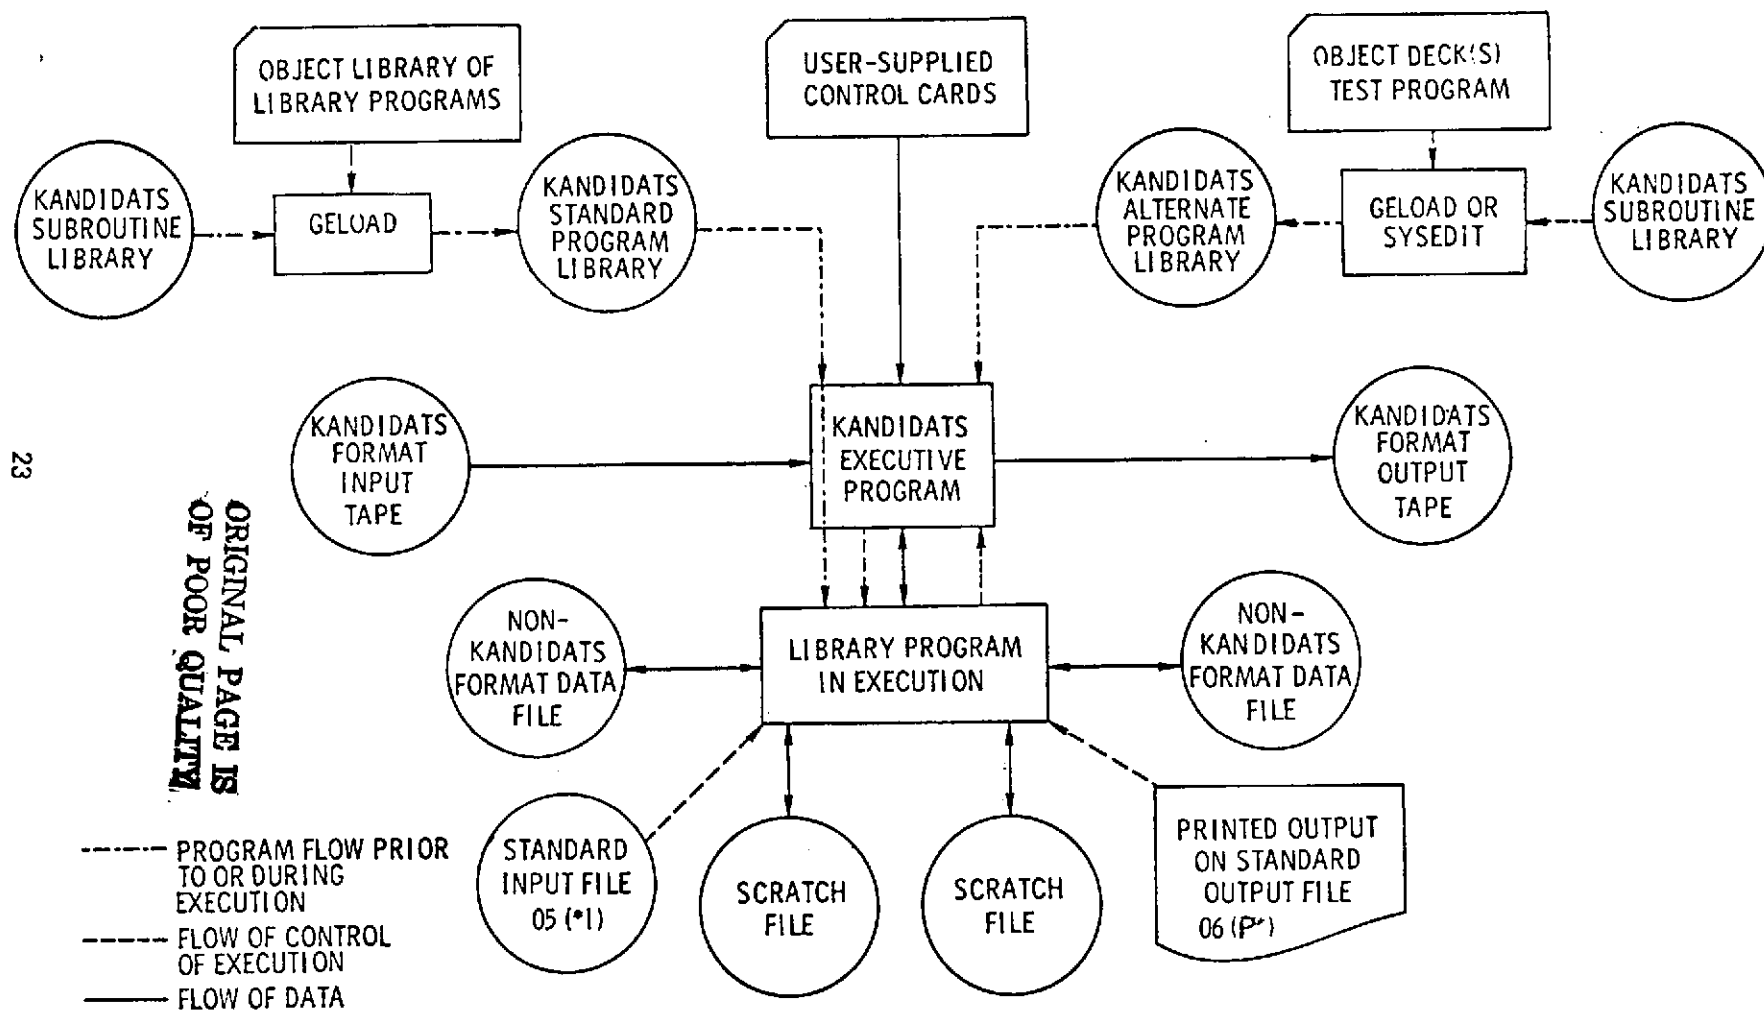 OBJECT LIBRARY OF
LIBRARY PROGRAMS
USER-SUPPLIED
CONTROL CARDS
OBJECT DECK(S)
TEST PROGRAM
KANDIDATS
SUBROUTINE
LIBRARY
GELOAD
KANDIDATS
STANDARD
PROGRAM
LIBRARY
KANDIDATS
ALTERNATE
PROGRAM
LIBRARY
GELOAD OR
SYSEDIT
KANDIDATS
SUBROUTINE
LIBRARY
KANDIDATS
FORMAT
INPUT
TAPE
KANDIDATS
EXECUTIVE
PROGRAM
KANDIDATS
FORMAT
OUTPUT
TAPE
23
ORIGINAL PAGE IS
OF POOR QUALITY
NON-
KANDIDATS
FORMAT DATA
FILE
LIBRARY PROGRAM
IN EXECUTION
NON-
KANDIDATS
FORMAT DATA
FILE
STANDARD
INPUT FILE
05 (*I)
SCRATCH
FILE
SCRATCH
FILE
PRINTED OUTPUT
ON STANDARD
OUTPUT FILE
06 (P*)
PROGRAM FLOW PRIOR
TO OR DURING
EXECUTION
FLOW OF CONTROL
OF EXECUTION
FLOW OF DATA